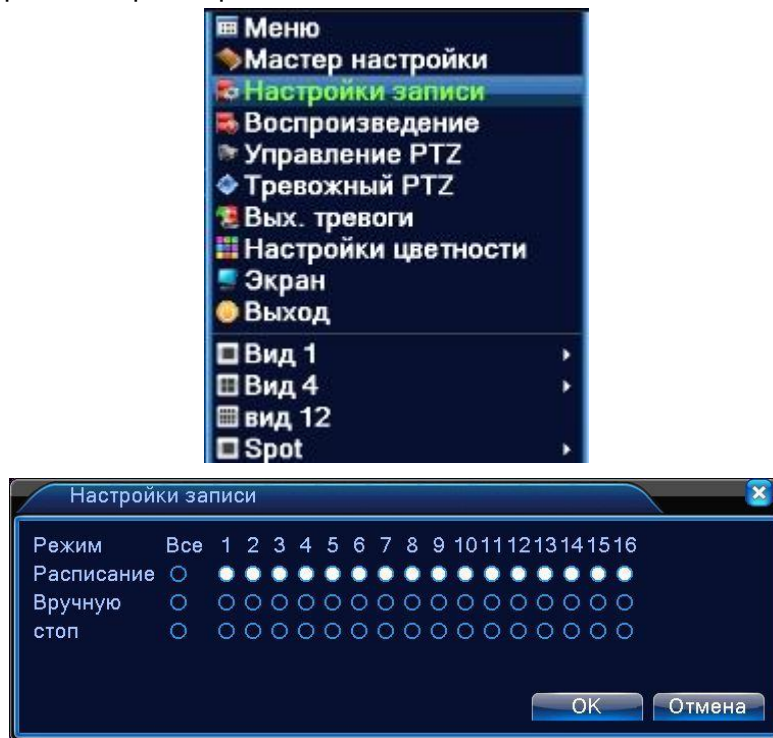 Меню
Мастер настройки
Настройки записи
Воспроизведение
Управление PTZ
Тревожный PTZ
Вых. тревоги
Настройки цветности
Экран
Выход
Вид 1
Вид 4
вид 12
Spot
Настройки записи
Режим Все 1 2 3 4 5 6 7 8 9 10 11 12 13 14 15 16
Расписание
Вручную
стоп
OK Отмена